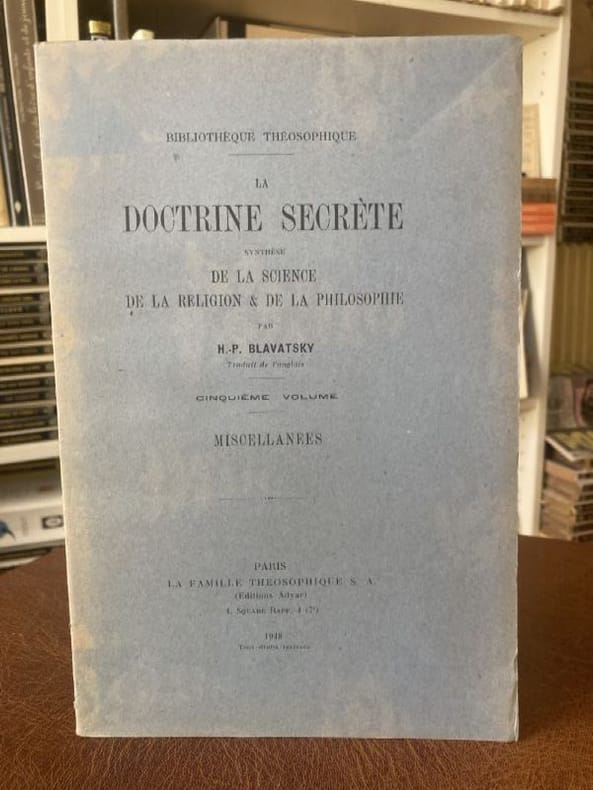 BIBLIOTHÈQUE THÉOSOPHIQUE
LA
DOCTRINE SECRÈTE
SYNTHÈSE
DE LA SCIENCE
DE LA RELIGION & DE LA PHILOSOPHIE
PAR
H.-P. BLAVATSKY
Traduit de l'anglais
CINQUIÈME VOLUME
MISCELLANÉES
PARIS
LA FAMILLE THÉOSOPHIQUE S. A.
(Éditions Adyar)
4, SQUARE RAPP, 4 (7e)
1948
Tous droits réservés